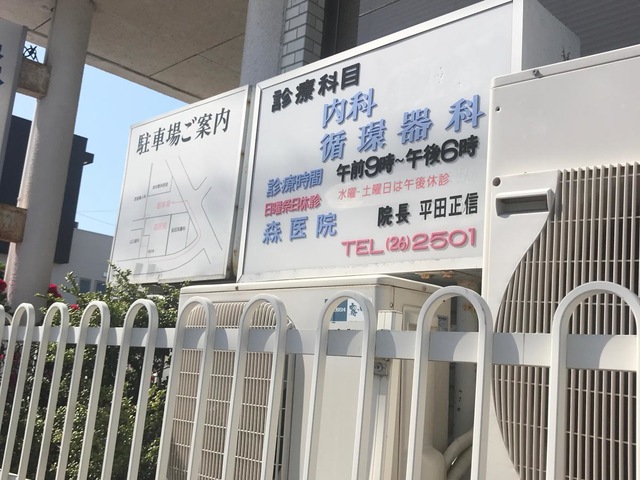 駐車場ご案内
診療科目
内科
循環器科
診療時間 午前9時~午後6時
日曜祭日休診 水曜・土曜日は午後休診
森医院 院長 平田正信
TEL(26)2501